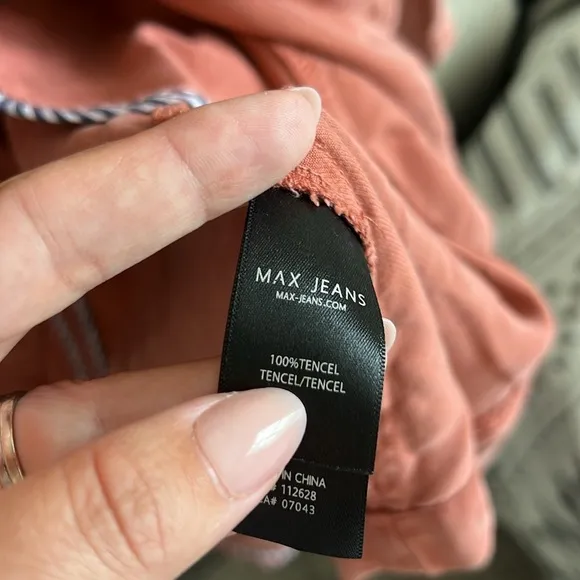 MAX JEANS
MAX-JEANS.COM
100%TENCEL
TENCEL/TENCEL
IN CHINA
112628
07043